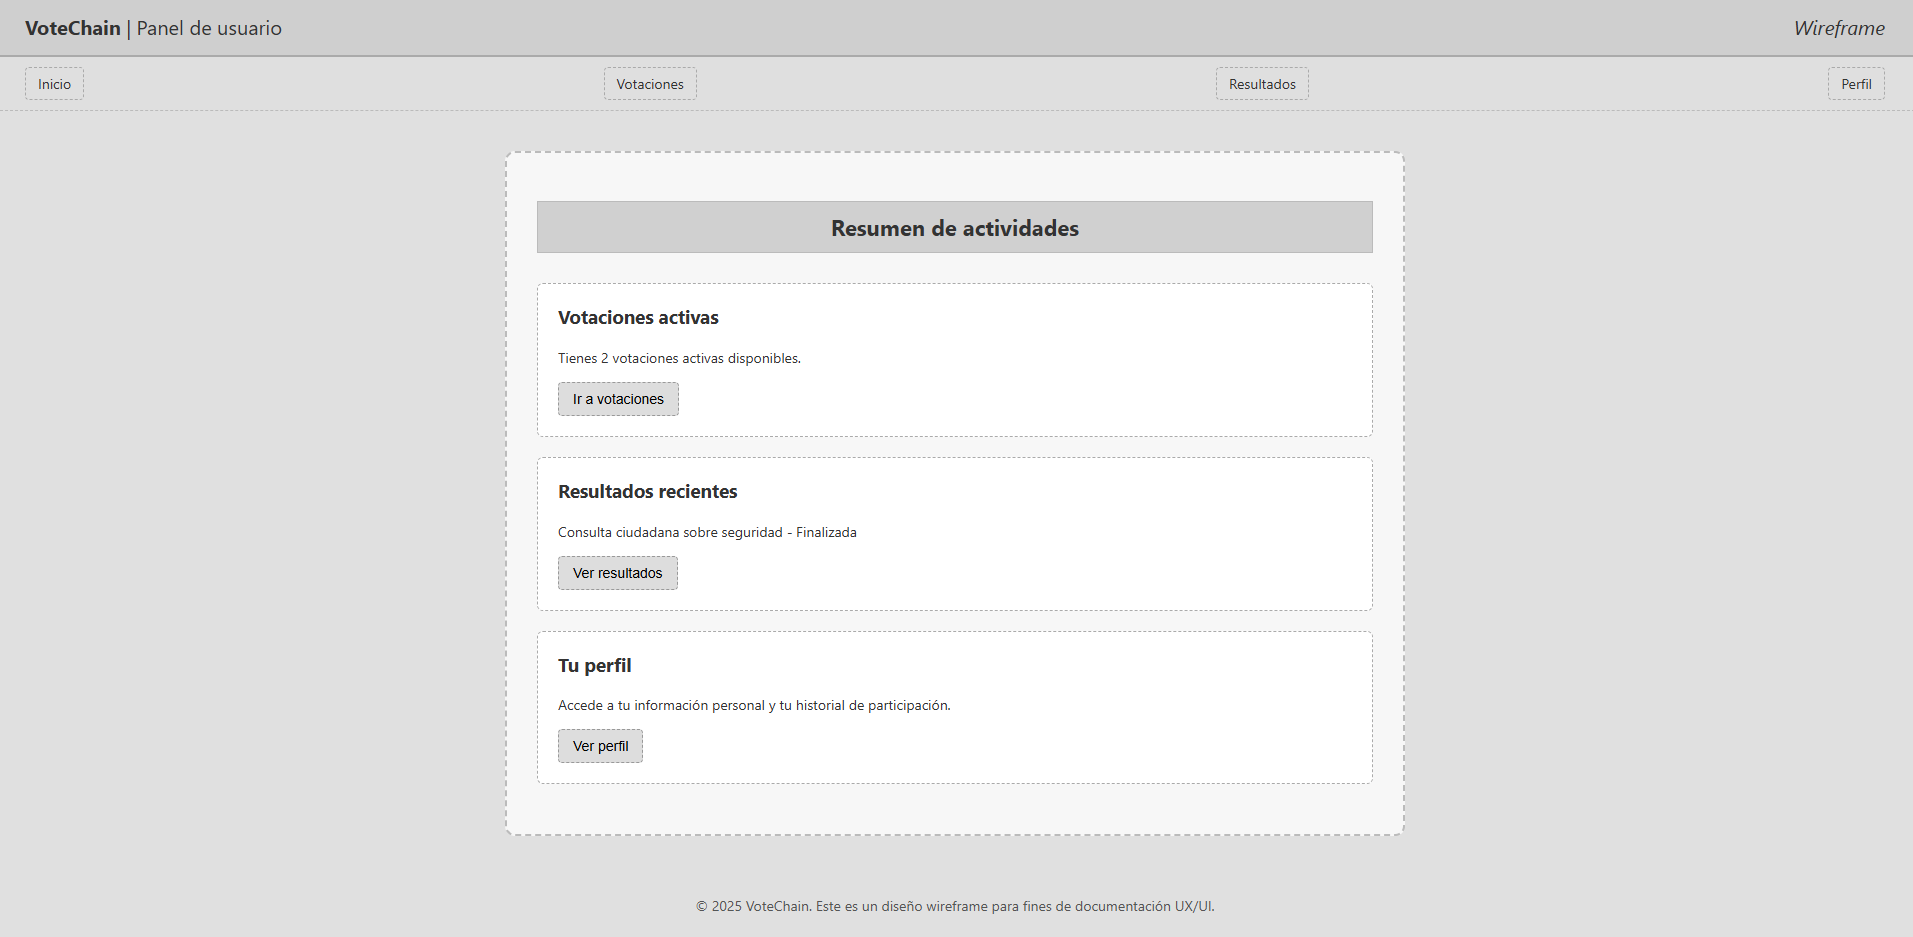 VoteChain | Panel de usuario
Wireframe
Inicio
Votaciones
Resultados
Perfil
Resumen de actividades
Votaciones activas
Tienes 2 votaciones activas disponibles.
Ir a votaciones
Resultados recientes
Consulta ciudadana sobre seguridad - Finalizada
Ver resultados
Tu perfil
Accede a tu información personal y tu historial de participación.
Ver perfil
© 2025 VoteChain. Este es un diseño wireframe para fines de documentación UX/UI.